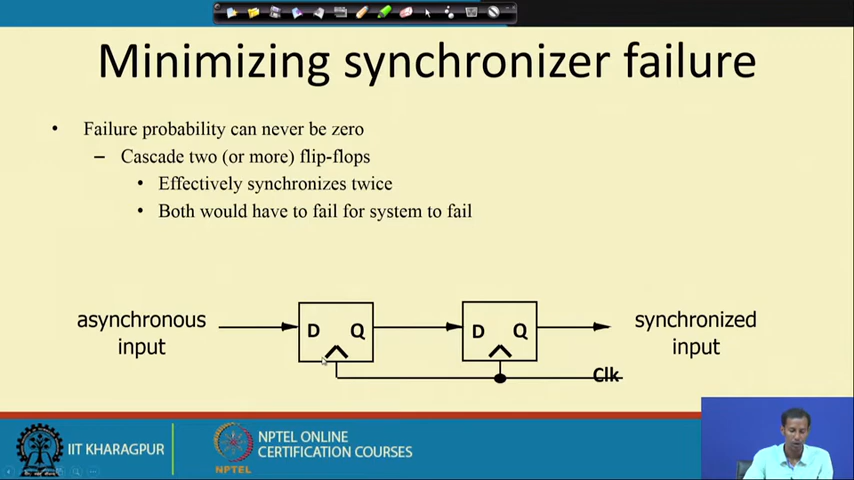 Minimizing synchronizer failure
• Failure probability can never be zero
– Cascade two (or more) flip-flops
• Effectively synchronizes twice
• Both would have to fail for system to fail
asynchronous
input
D Q
D Q
synchronized
input
Clk
IIT KHARAGPUR
NPTEL
NPTEL ONLINE
CERTIFICATION COURSES